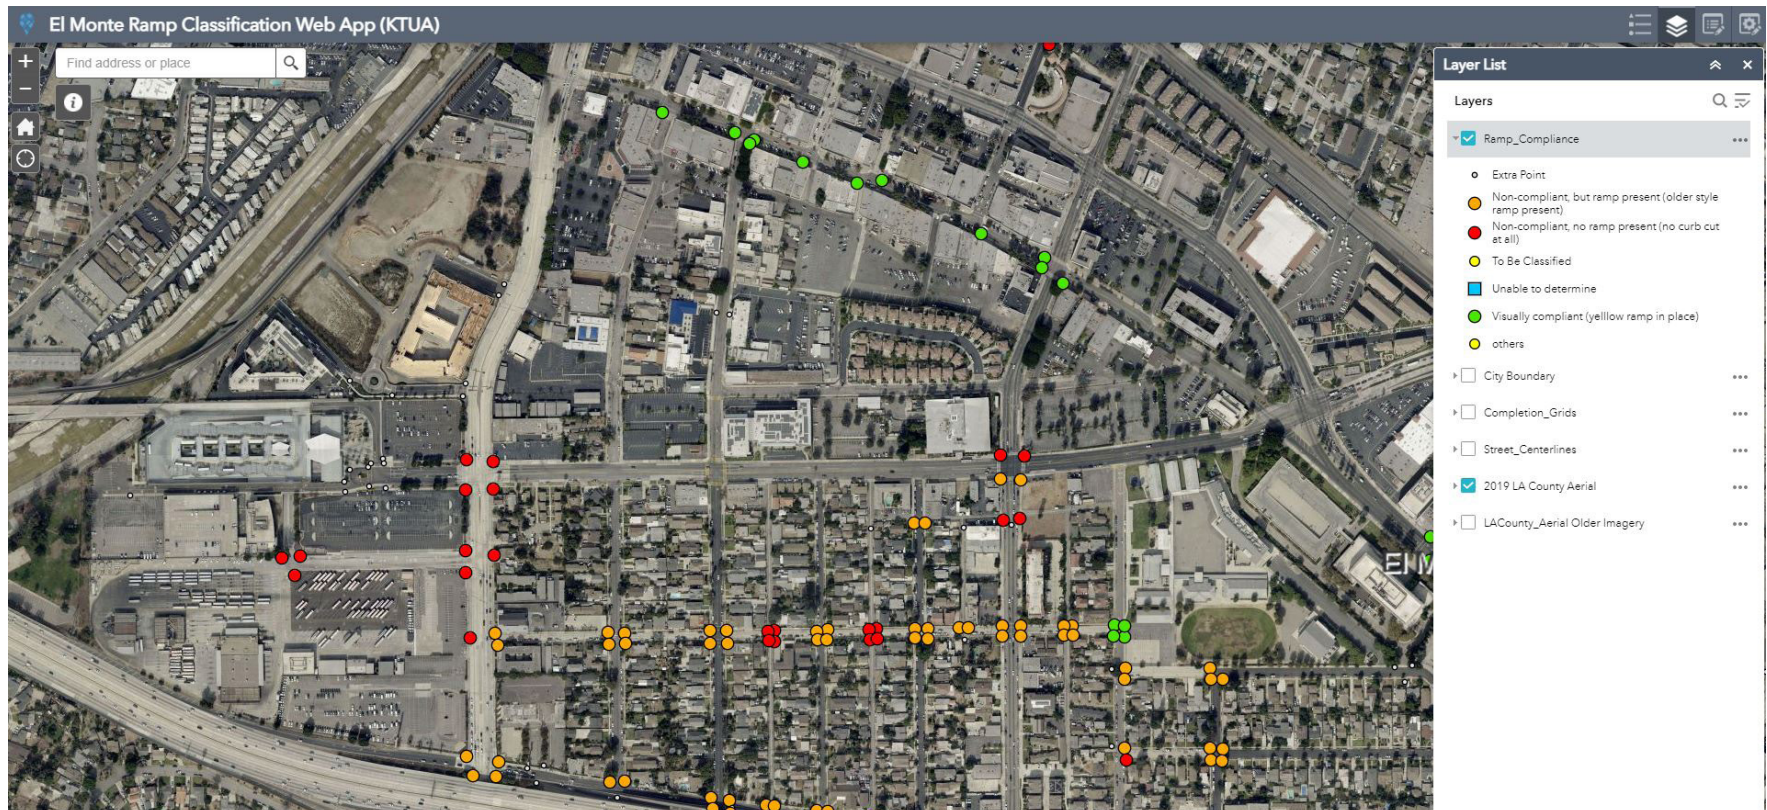 El Monte Ramp Classification Web App (KTUA)
+
Find address or place
−
Layer List
Layers
Ramp_Compliance
Extra Point
Non-compliant, but ramp present (older style
ramp present)
Non-compliant, no ramp present (no curb cut
at all)
To Be Classified
Unable to determine
Visually compliant (yelllow ramp in place)
others
City Boundary
Completion_Grids
Street_Centerlines
2019 LA County Aerial
LACounty_Aerial Older Imagery
El M